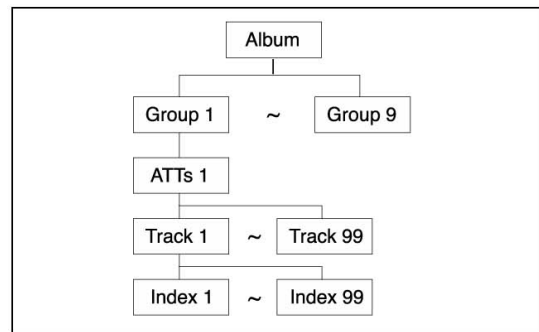 Album
Group 1 ~ Group 9
ATTs 1
Track 1 ~ Track 99
Index 1 ~ Index 99